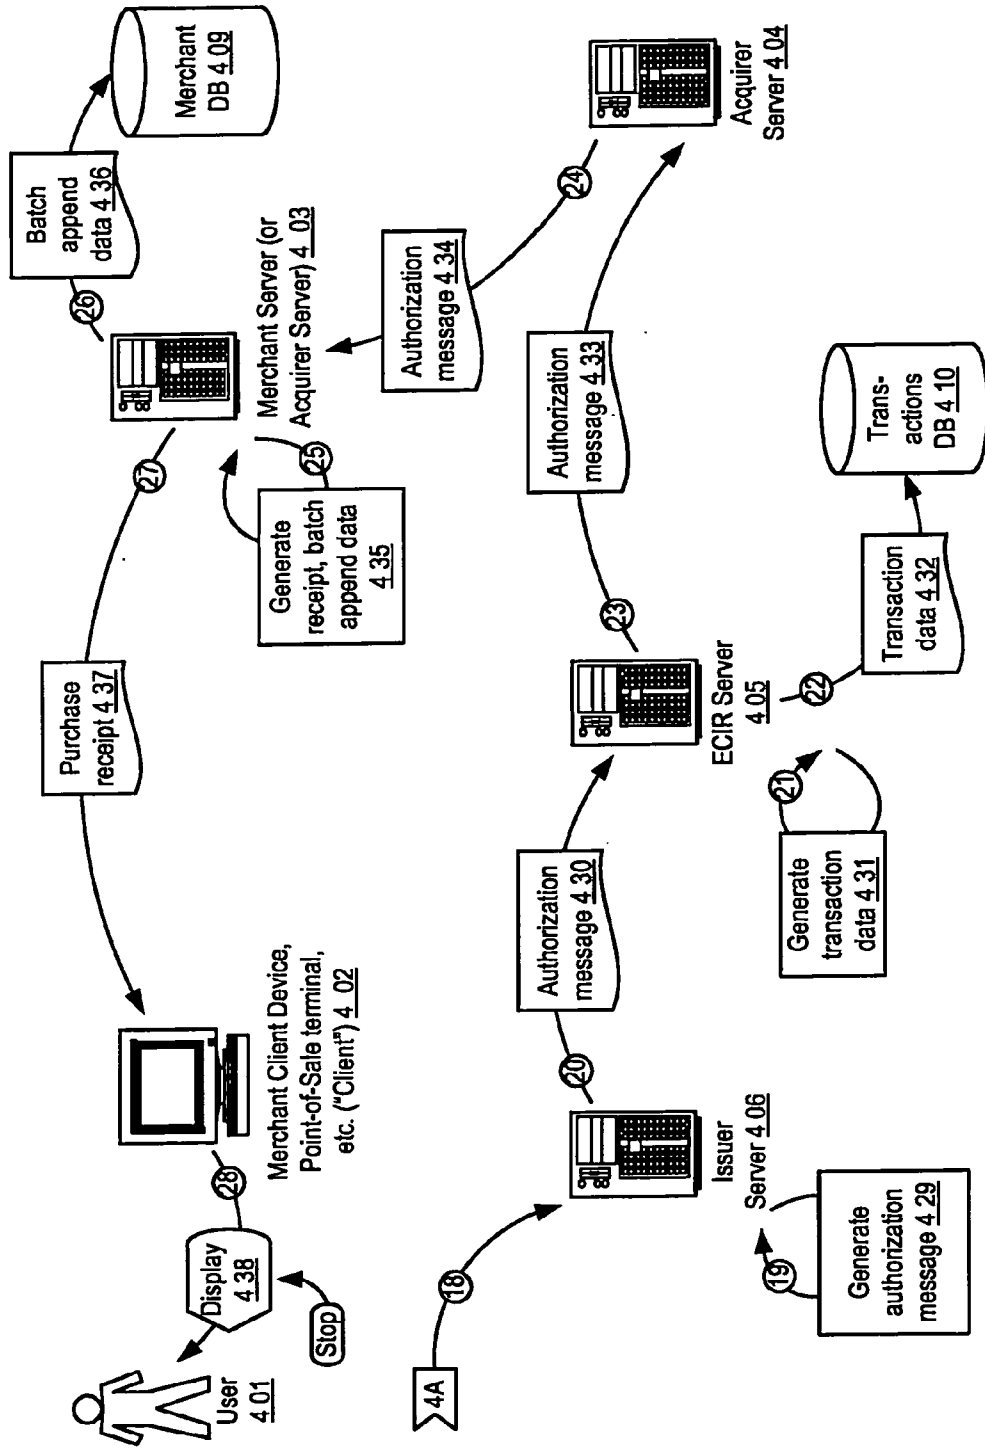 User
4 01
Display
4 38
Stop
28
Merchant Client Device,
Point-of-Sale terminal,
etc. ("Client") 4 02
Purchase
receipt 4 37
27
Merchant Server (or
Acquirer Server) 4 03
Generate
receipt, batch
append data
4 35
25
26
Batch
append
data 4 36
Merchant
DB 4 09
Authorization
message 4 34
24
4A
18
Issuer
Server 4 06
19
Generate
authorization
message 4 29
20
Authorization
message 4 30
ECIR Server
4 05
21
Generate
transaction
data 4 31
22
Transaction
data 4 32
Trans-
actions
DB 4 10
23
Authorization
message 4 33
Acquirer
Server 4 04